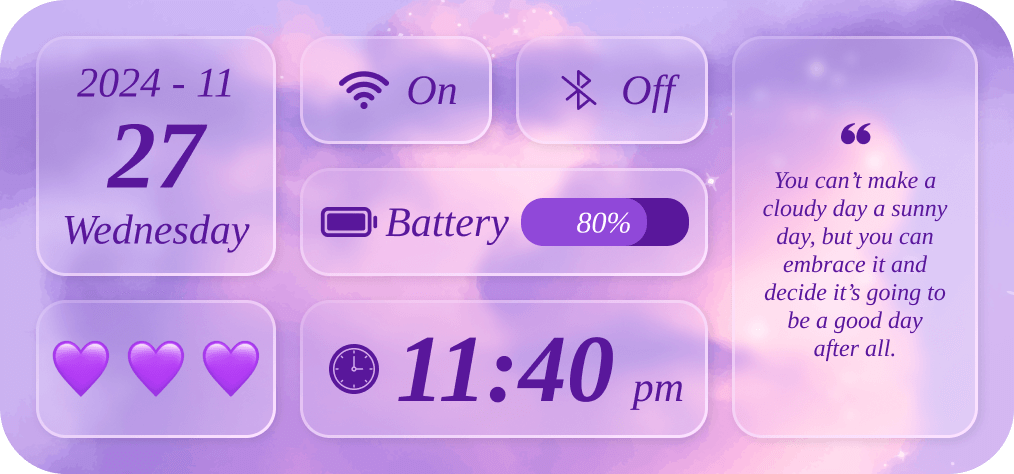 2024 - 11
27
Wednesday
On
Off
Battery 80%
11:40 pm
❝
You can’t make a
cloudy day a sunny
day, but you can
embrace it and
decide it’s going to
be a good day
after all.